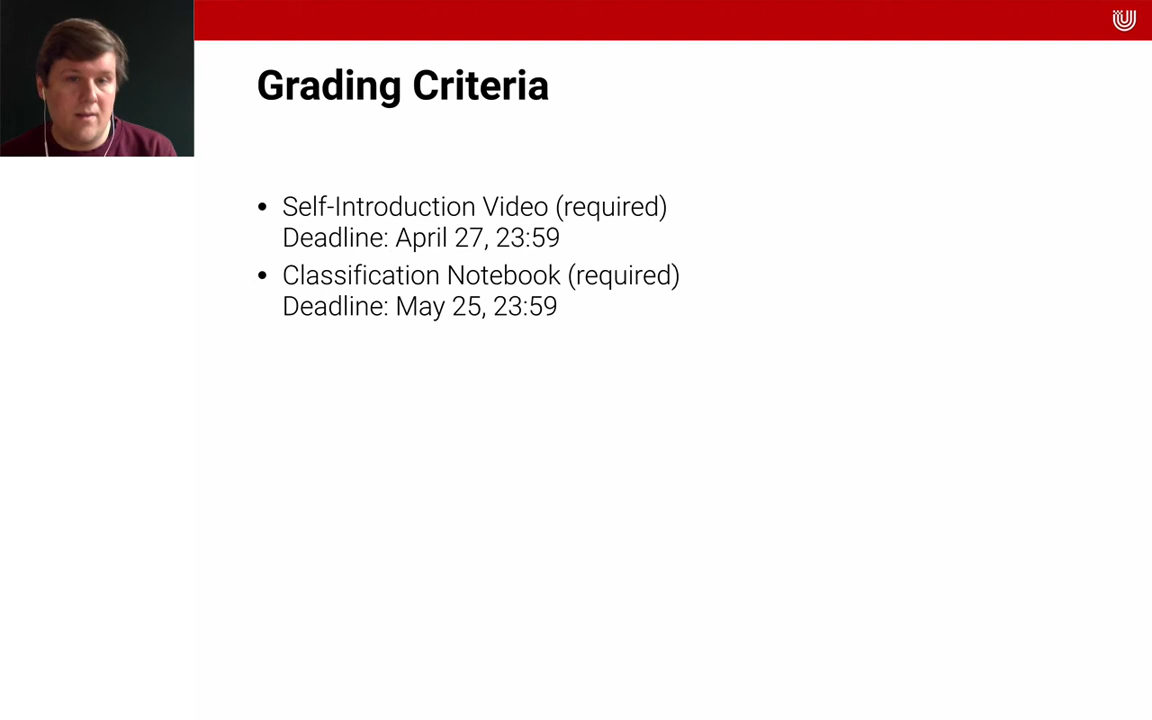 Grading Criteria
• Self-Introduction Video (required)
Deadline: April 27, 23:59
• Classification Notebook (required)
Deadline: May 25, 23:59